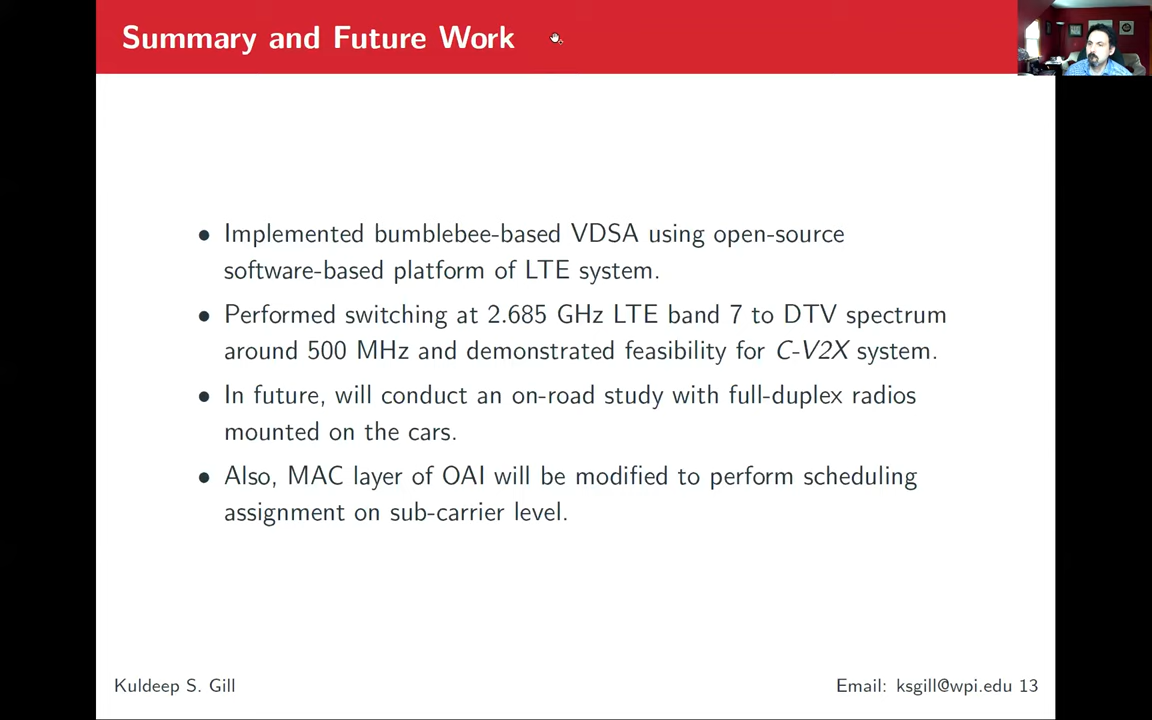 Summary and Future Work
• Implemented bumblebee-based VDSA using open-source
software-based platform of LTE system.
• Performed switching at 2.685 GHz LTE band 7 to DTV spectrum
around 500 MHz and demonstrated feasibility for C-V2X system.
• In future, will conduct an on-road study with full-duplex radios
mounted on the cars.
• Also, MAC layer of OAI will be modified to perform scheduling
assignment on sub-carrier level.
Kuldeep S. Gill
Email: ksgill@wpi.edu 13